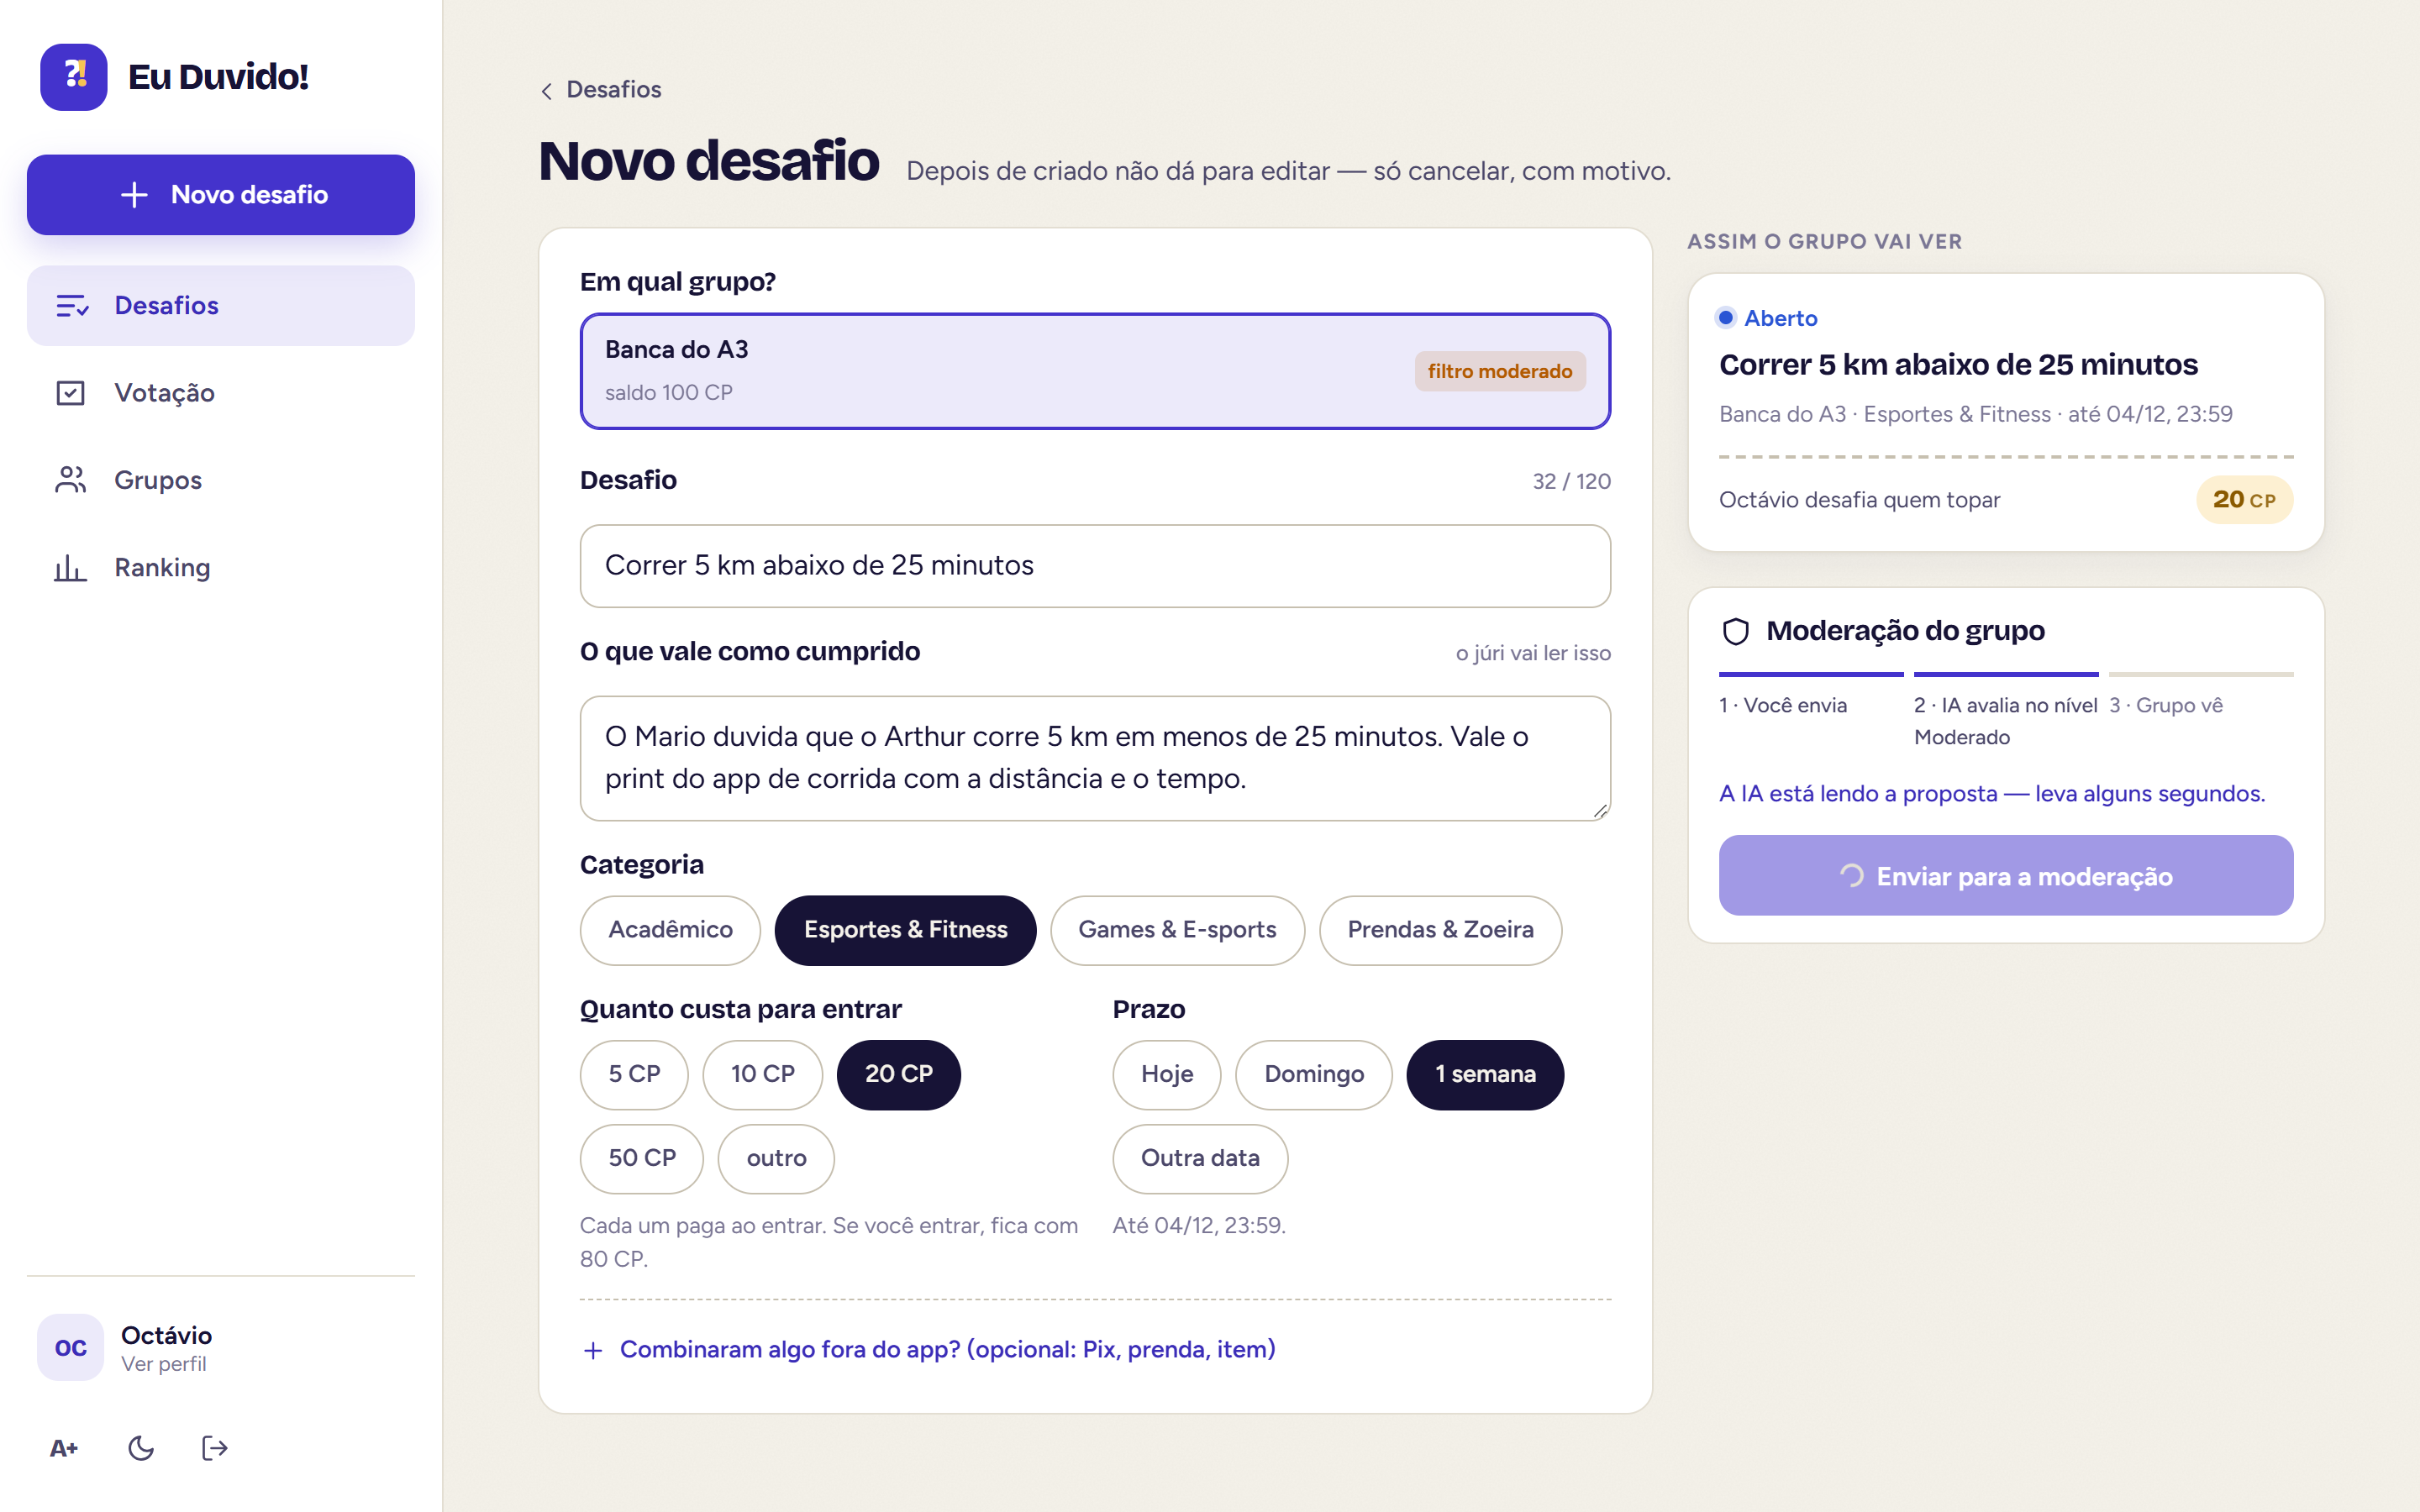 ?!
Eu Duvido!
Novo desafio
Desafios
Votação
Grupos
Ranking
OC
Octávio
Ver perfil
A+
Desafios
Novo desafio
Depois de criado não dá para editar — só cancelar, com motivo.
Em qual grupo?
Banca do A3
saldo 100 CP
filtro moderado
Desafio
32 / 120
Correr 5 km abaixo de 25 minutos
O que vale como cumprido
o júri vai ler isso
O Mario duvida que o Arthur corre 5 km em menos de 25 minutos. Vale o
print do app de corrida com a distância e o tempo.
Categoria
Acadêmico
Esportes & Fitness
Games & E-sports
Prendas & Zoeira
Quanto custa para entrar
5 CP
10 CP
20 CP
50 CP
outro
Cada um paga ao entrar. Se você entrar, fica com
80 CP.
Prazo
Hoje
Domingo
1 semana
Outra data
Até 04/12, 23:59.
+ Combinaram algo fora do app? (opcional: Pix, prenda, item)
ASSIM O GRUPO VAI VER
Aberto
Correr 5 km abaixo de 25 minutos
Banca do A3 · Esportes & Fitness · até 04/12, 23:59
Octávio desafia quem topar
20 CP
Moderação do grupo
1 · Você envia
2 · IA avalia no nível
Moderado
3 · Grupo vê
A IA está lendo a proposta — leva alguns segundos.
Enviar para a moderação